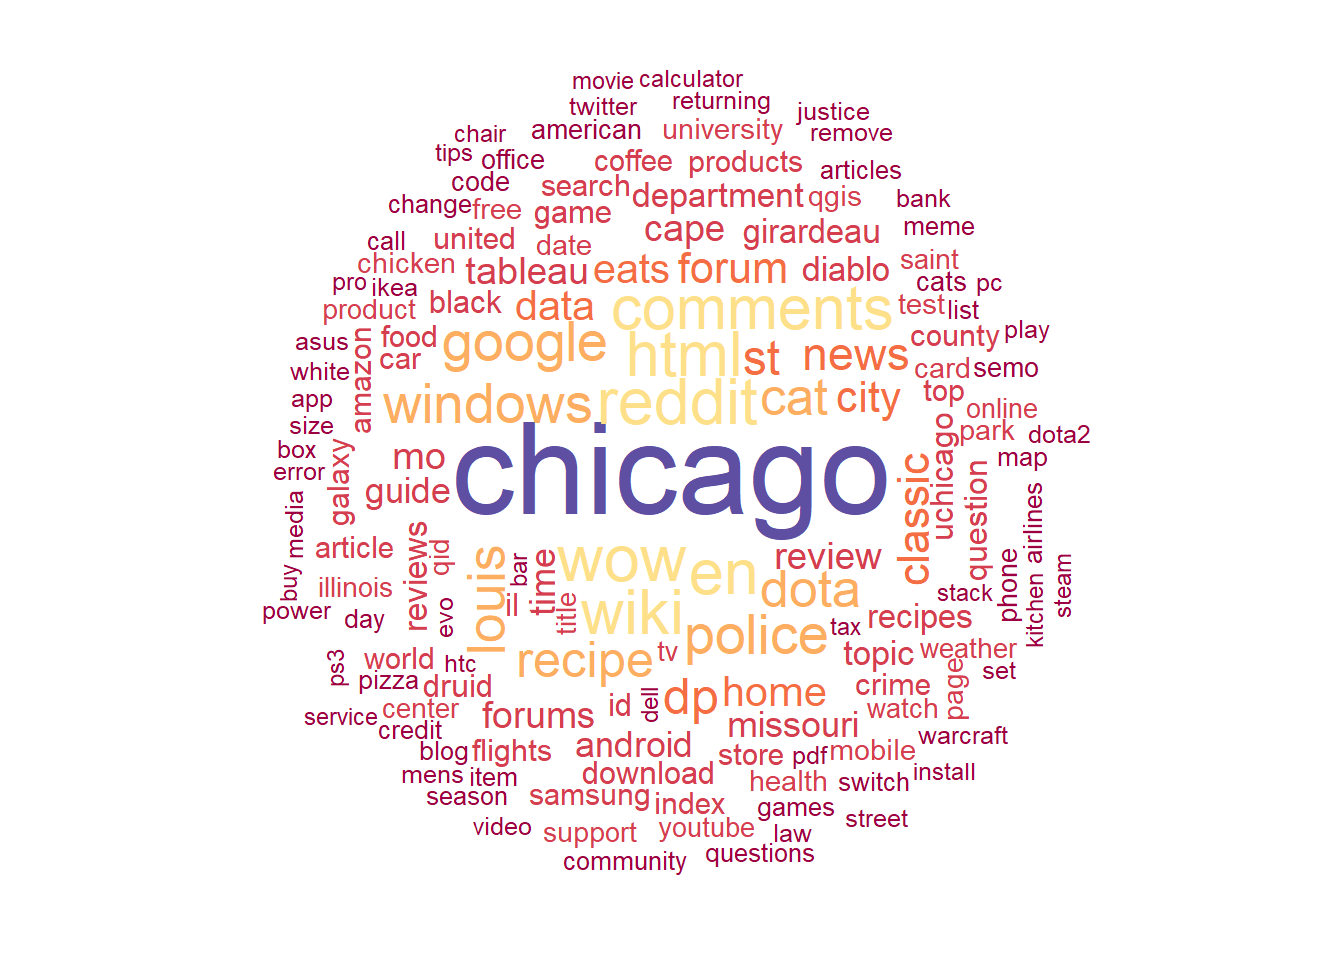 movie calculator
twitter returning justice
chair american university remove
tips office coffee products articles
code search department qgis bank
change free game cape girardeau meme
call united date eats forum diablo saint
chicken tableau cats pc
pro ikea black data comments test list
product food google html st news county play
asus car card semo
white amazon windows reddit cat city top online
app park dota2
size chicago uchicago map
box mo classic question
error galaxy guide
media article louis time wow en review airlines
buy illinois reviews qid bar dota stack phone kitchen steam
power day evo il title wiki police tax recipes
ps3 world htc recipe tv topic weather set
pizza druid id dell dp home crime page
service center forums missouri watch
credit blog flights android store pdf mobile warcraft
mens item download health switch install
season samsung index games street
video support youtube law
community questions